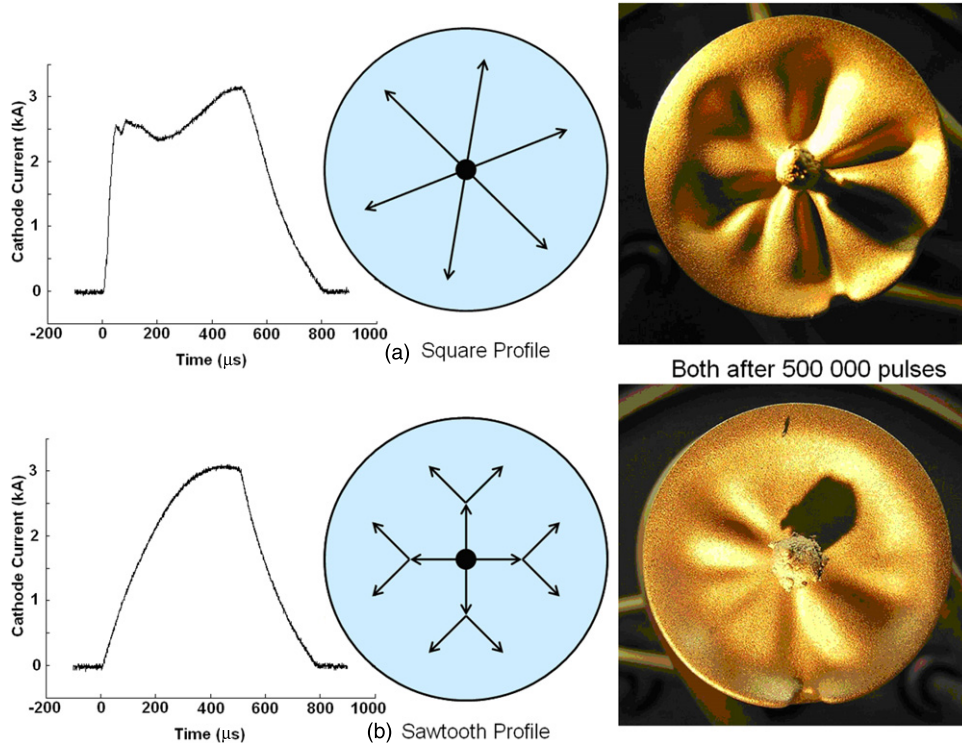 Cathode Current (kA)
3
2
1
0
-200 0 200 400 600 800 1000
Time (μs)
(a) Square Profile
Both after 500 000 pulses
Cathode Current (kA)
3
2
1
0
-200 0 200 400 600 800 1000
Time (μs)
(b) Sawtooth Profile